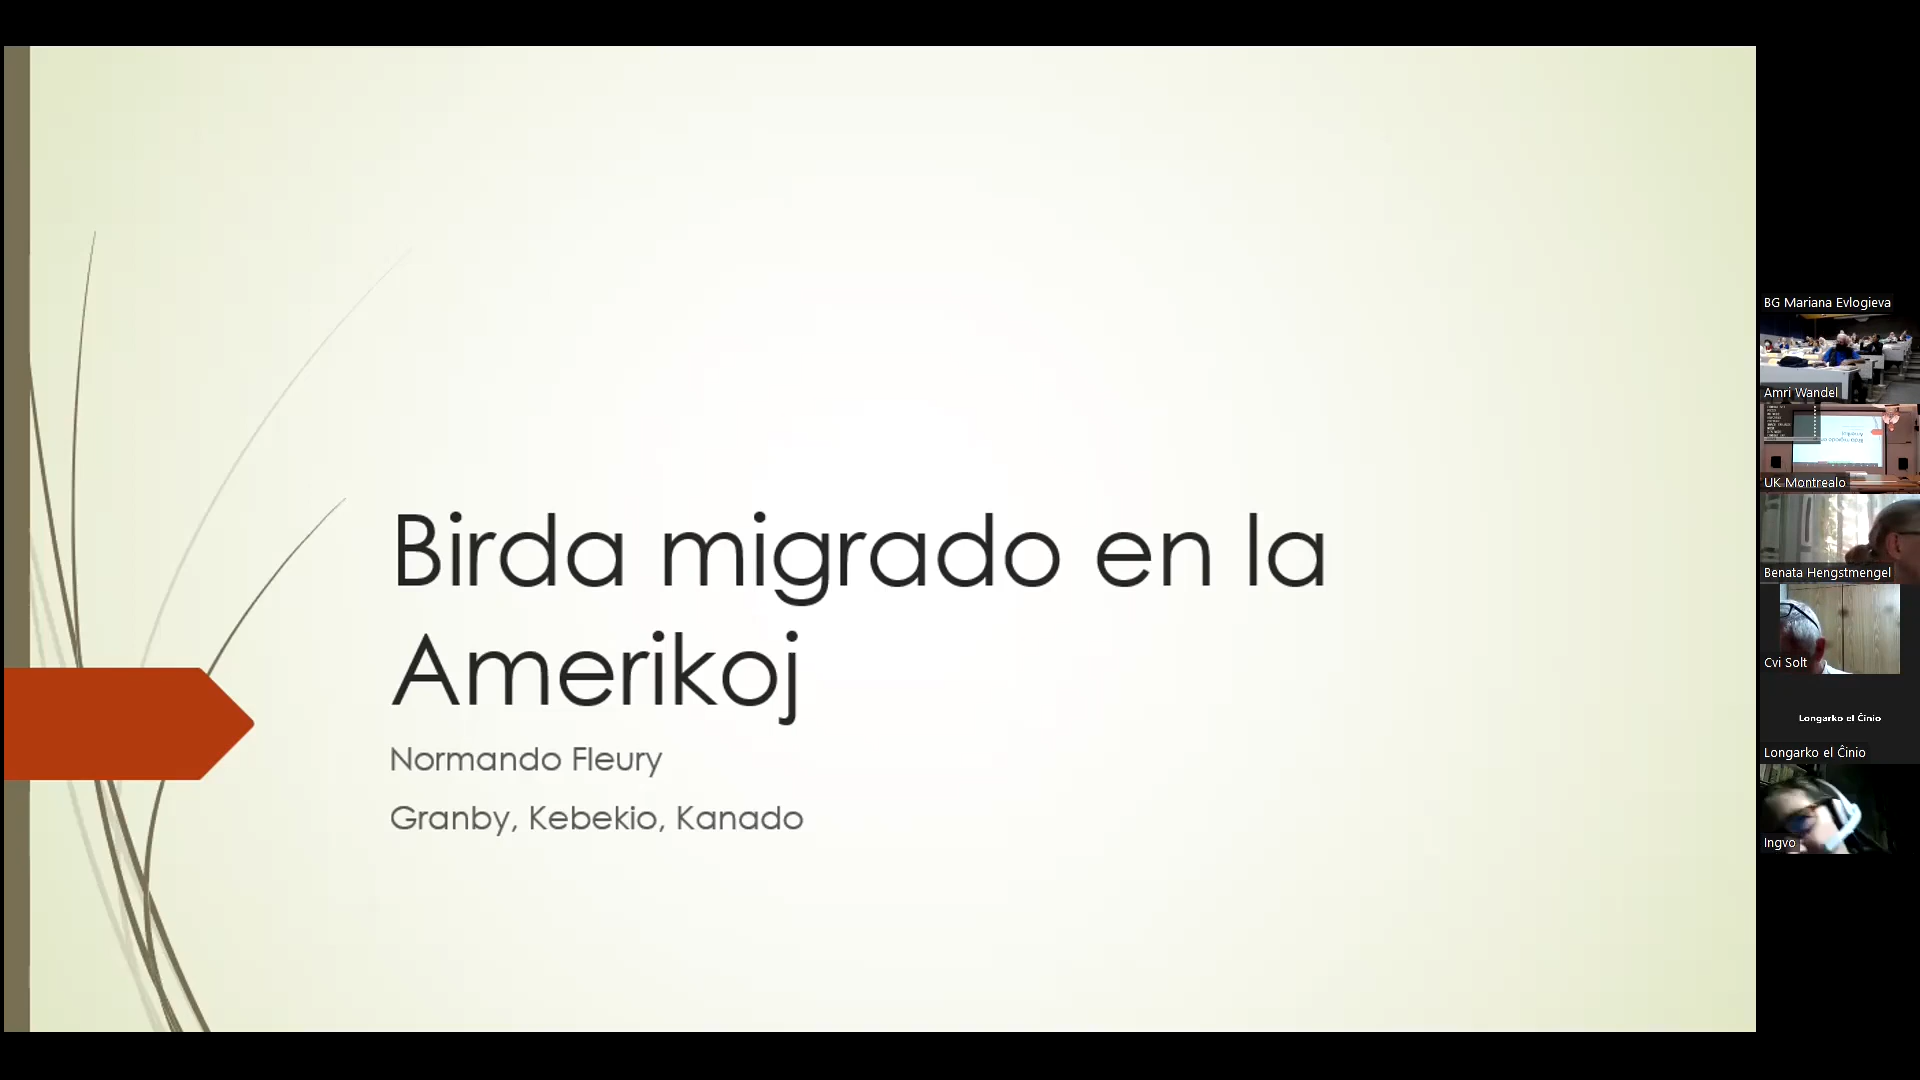 Birda migrado en la
Amerikoj
Normando Fleury
Granby, Kebekio, Kanado
BG Mariana Evlogieva
Amri Wandel
UK Montrealo
Benata Hengstmengel
Cvi Solt
Longarko el Ĉinio
Longarko el Ĉinio
Ingvo